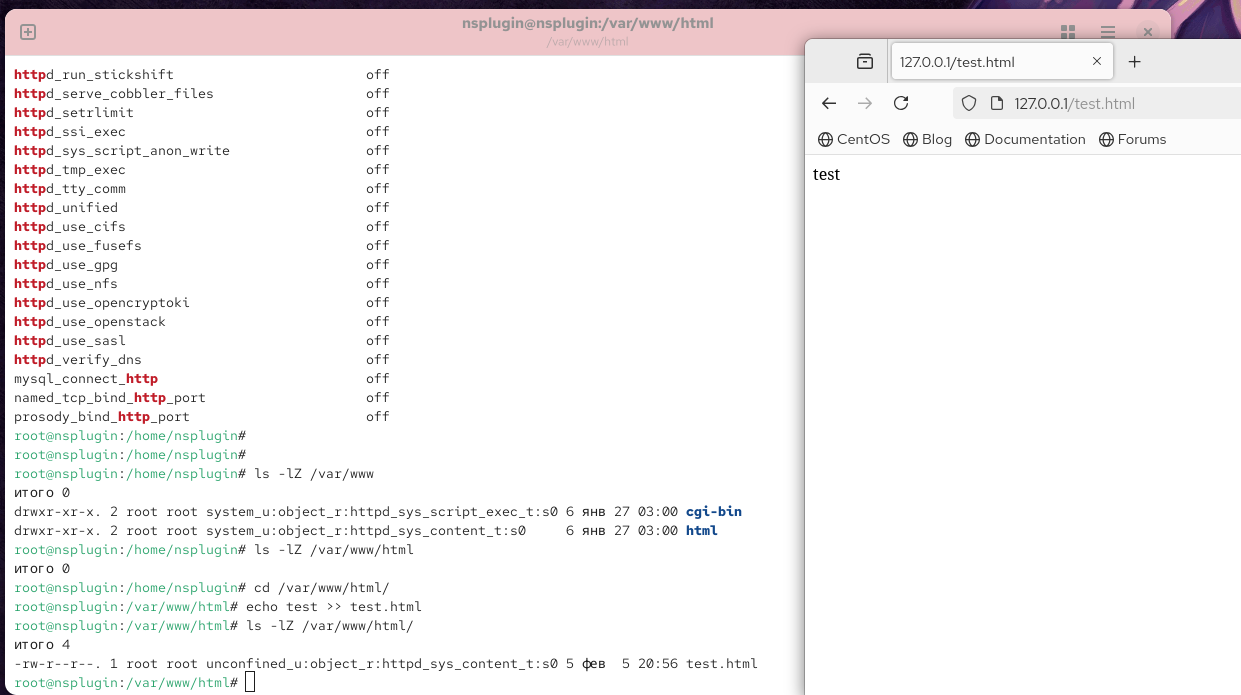 nsplugin@nsplugin:/var/www/html
/var/www/html
httpd_run_stickshift off
httpd_serve_cobbler_files off
httpd_setrlimit off
httpd_ssi_exec off
httpd_sys_script_anon_write off
httpd_tmp_exec off
httpd_tty_comm off
httpd_unified off
httpd_use_cifs off
httpd_use_fusefs off
httpd_use_gpg off
httpd_use_nfs off
httpd_use_opencryptoki off
httpd_use_openstack off
httpd_use_sasl off
httpd_verify_dns off
mysql_connect_http off
named_tcp_bind_http_port off
prosody_bind_http_port off
root@nsplugin:/home/nsplugin#
root@nsplugin:/home/nsplugin#
root@nsplugin:/home/nsplugin# ls -lZ /var/www
итого 0
drwxr-xr-x. 2 root root system_u:object_r:httpd_sys_script_exec_t:s0 6 янв 27 03:00 cgi-bin
drwxr-xr-x. 2 root root system_u:object_r:httpd_sys_content_t:s0 6 янв 27 03:00 html
root@nsplugin:/home/nsplugin# ls -lZ /var/www/html
итого 0
root@nsplugin:/home/nsplugin# cd /var/www/html/
root@nsplugin:/var/www/html# echo test >> test.html
root@nsplugin:/var/www/html# ls -lZ /var/www/html/
итого 4
-rw-r--r--. 1 root root unconfined_u:object_r:httpd_sys_content_t:s0 5 фев 5 20:56 test.html
root@nsplugin:/var/www/html#
127.0.0.1/test.html
127.0.0.1/test.html
CentOS Blog Documentation Forums
test